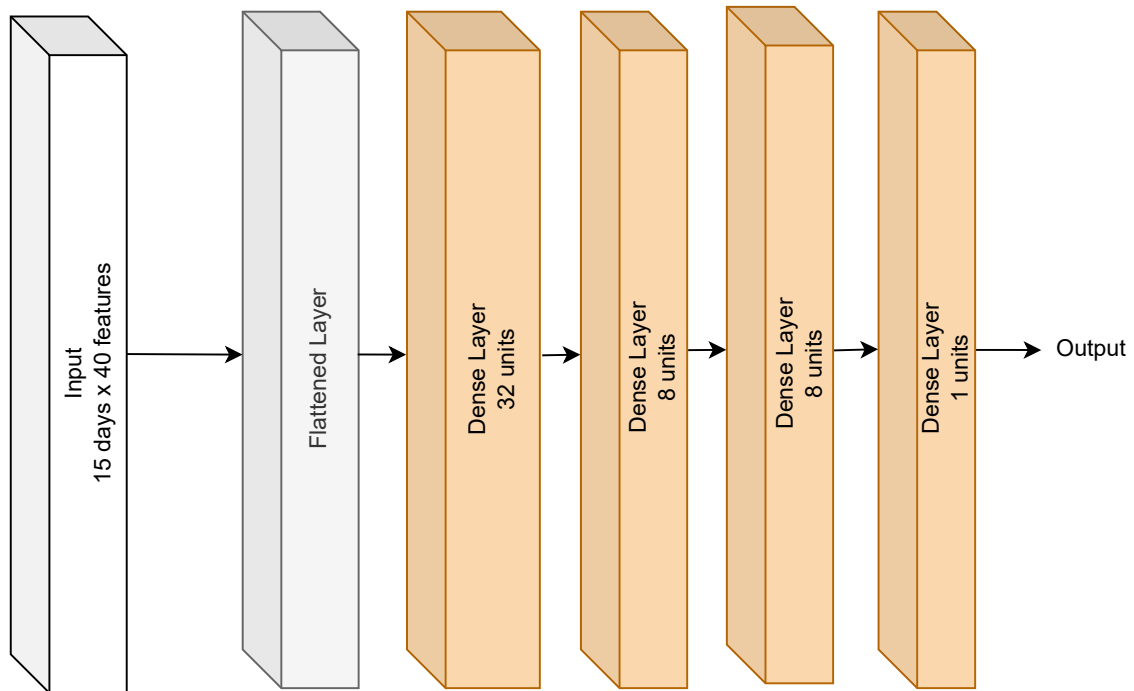 Input
15 days x 40 features
Flattened Layer
Dense Layer
32 units
Dense Layer
8 units
Dense Layer
8 units
Dense Layer
1 units
Output